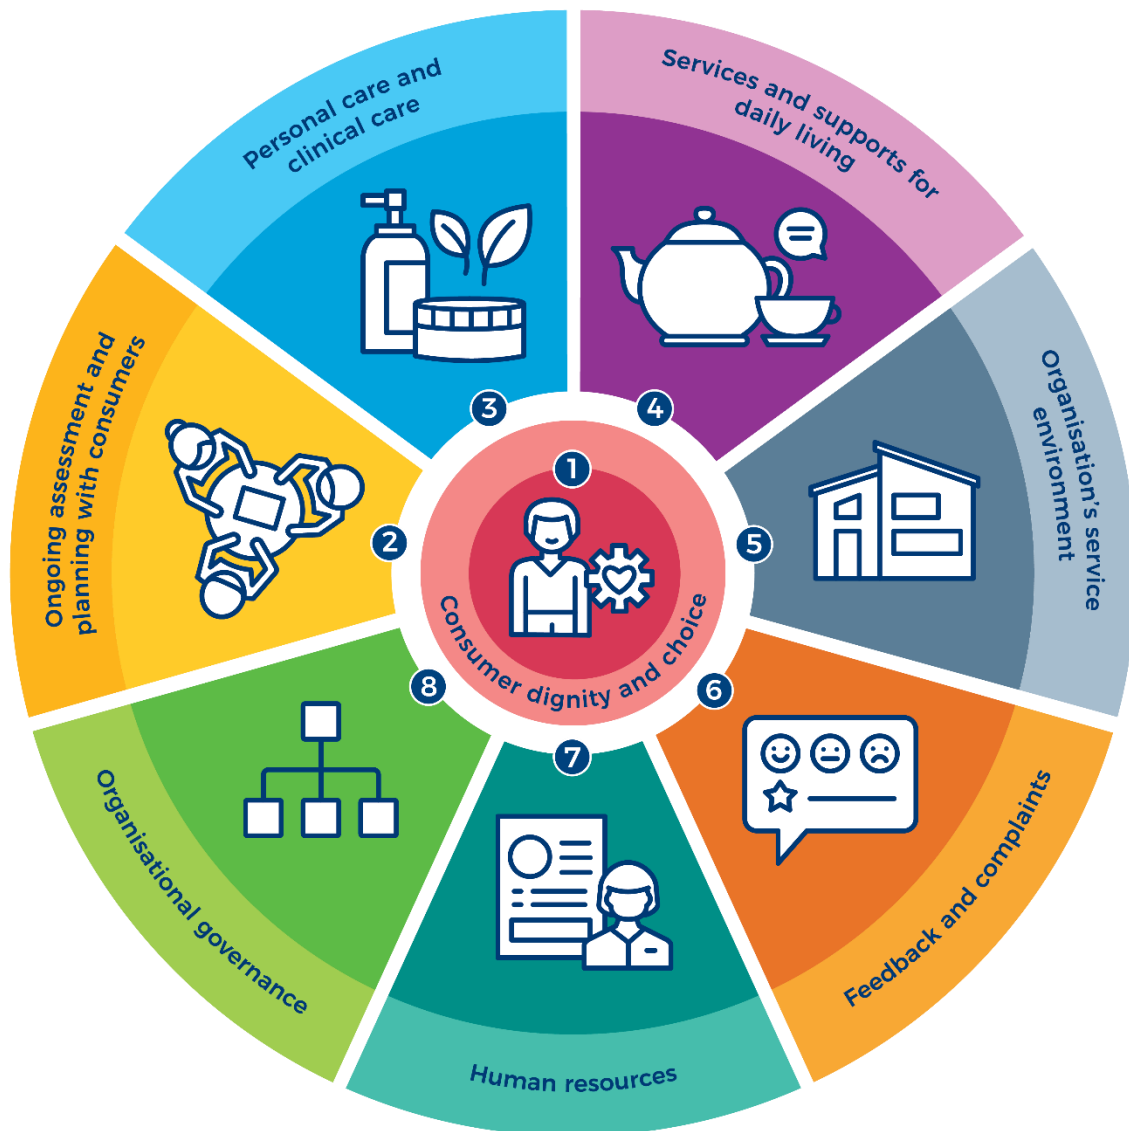 1
Consumer dignity and choice
2
Ongoing assessment and
planning with consumers
3
Personal care and
clinical care
4
Services and supports for
daily living
5
Organisation's service
environment
6
Feedback and complaints
7
Human resources
8
Organisational governance